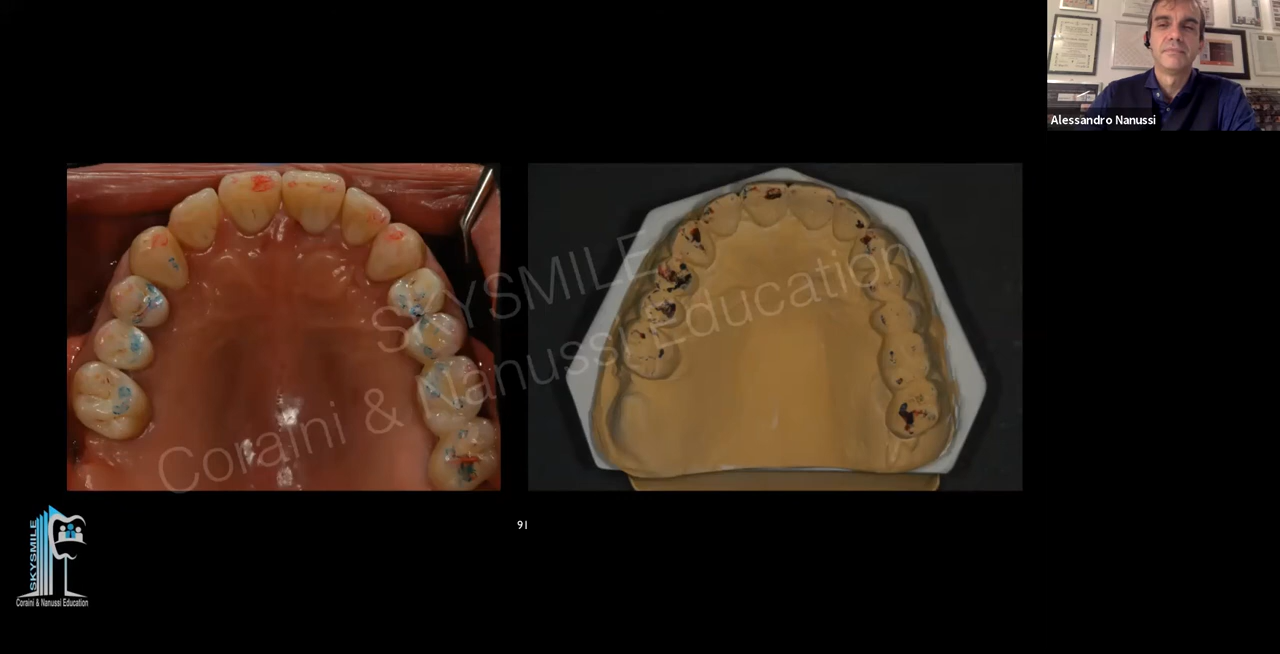 Alessandro Nanussi
SKYSMILE
Coraini & Nanussi Education
91
SKYSMILE
Coraini & Nanussi Education